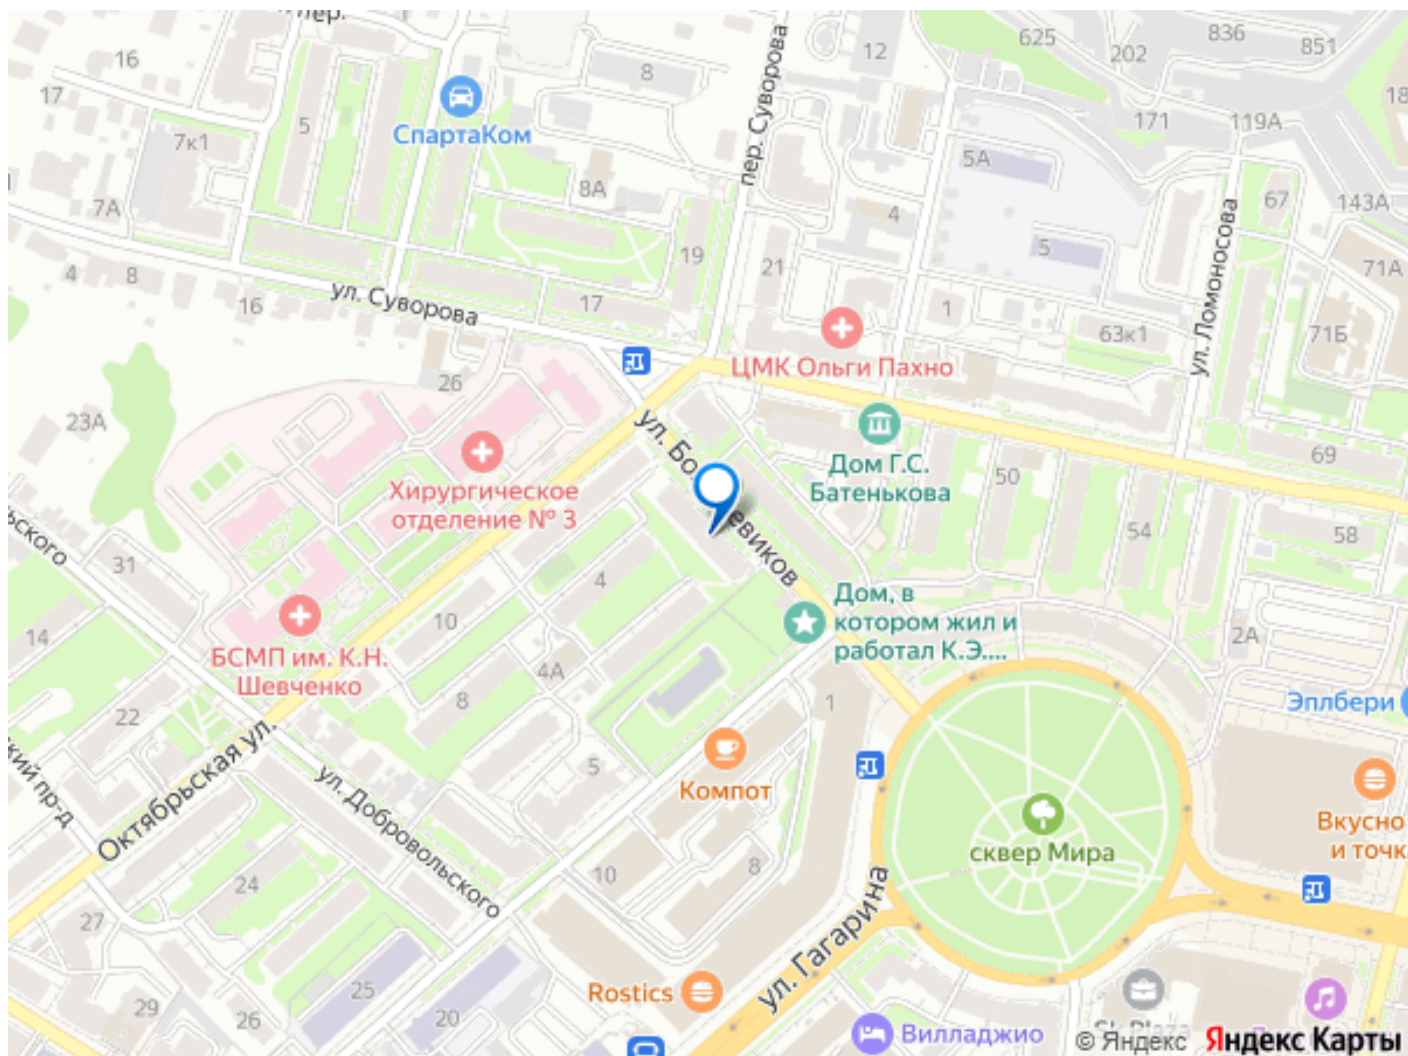 пер.
625
836
851
202
12
16
8
17
5
СпартаКом
7к1
пер. Суворова
171
119А
5А
8А
7А
4
67
143А
19
21
5
71А
4
8
16
ул. Суворова
17
1
63к1
71Б
ул. Ломоносова
ЦМК Ольги Пахно
26
23А
Хирургическое
отделение № 3
Дом Г.С.
Батенькова
50
69
54
58
31
4
10
14
БСМП им. К.Н.
Шевченко
4А
8
Дом, в
котором жил и
работал К.Э....
2А
Эплбери
22
1
Октябрьская ул.
ул. Добровольского
5
Компот
сквер Мира
Вкусно
и точк
24
10
8
27
ул. Гагарина
25
26
29
20
Rostics
Вилладжио
© Яндекс
Яндекс Карты